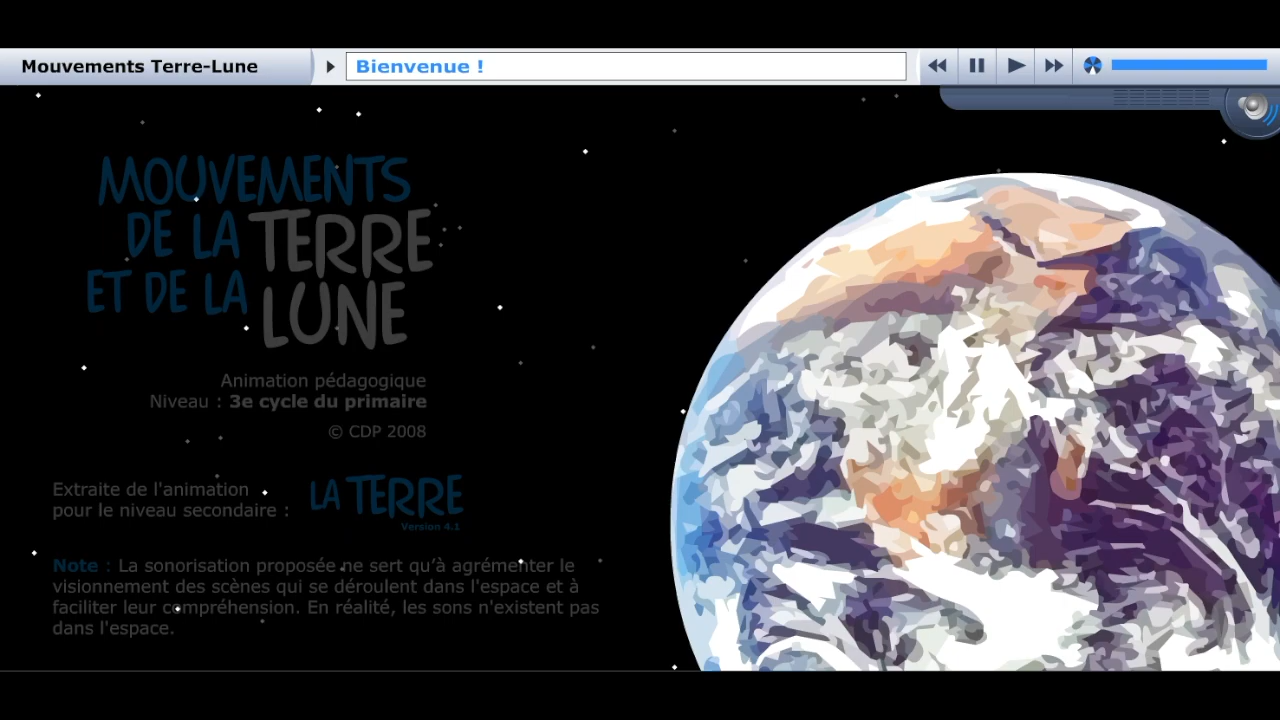 Mouvements Terre-Lune
Bienvenue !
MOUVEMENTS
DE LA TERRE
ET DE LA LUNE
Animation pédagogique
Niveau : 3e cycle du primaire
© CDP 2008
Extraite de l'animation
pour le niveau secondaire :
LA TERRE
Version 4.1
Note : La sonorisation proposée ne sert qu’à agrémenter le
visionnement des scènes qui se déroulent dans l'espace et à
faciliter leur compréhension. En réalité, les sons n'existent pas
dans l'espace.